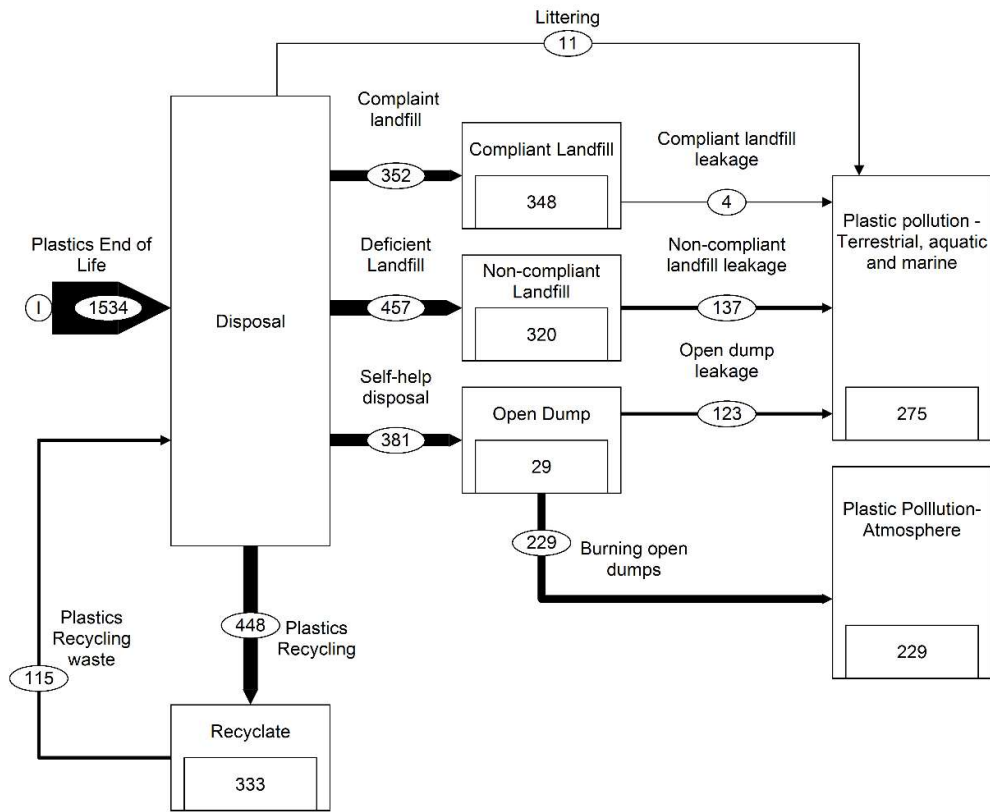 Littering
11
Complaint
landfill
352
Compliant Landfill
348
Compliant landfill
leakage
4
Plastic pollution -
Terrestrial, aquatic
and marine
275
Plastics End of
Life
I
1534
Disposal
Deficient
Landfill
457
Non-compliant
Landfill
320
Non-compliant
landfill leakage
137
Self-help
disposal
381
Open Dump
29
Open dump
leakage
123
229
Burning open
dumps
Plastic Polllution-
Atmosphere
229
Plastics
Recycling
waste
115
448
Plastics
Recycling
Recyclate
333